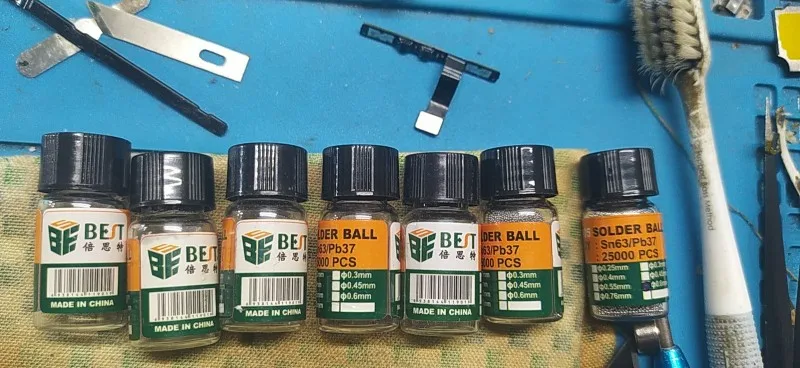 BEST
倍思特
MADE IN CHINA
BEST
倍思特
MADE IN CHINA
BEST
倍思特
MADE IN CHINA
LDER BALL
n63/Pb37
000 PCS
Φ0.3mm
Φ0.45mm
Φ0.6mm
BEST
倍思特
MADE IN CHINA
LDER BALL
n63/Pb37
000 PCS
Φ0.3mm
Φ0.45mm
Φ0.6mm
SOLDER BALL
: Sn63/Pb37
: 25000 PCS
Φ0.25mm
Φ0.4mm
Φ0.55mm
Φ0.76mm